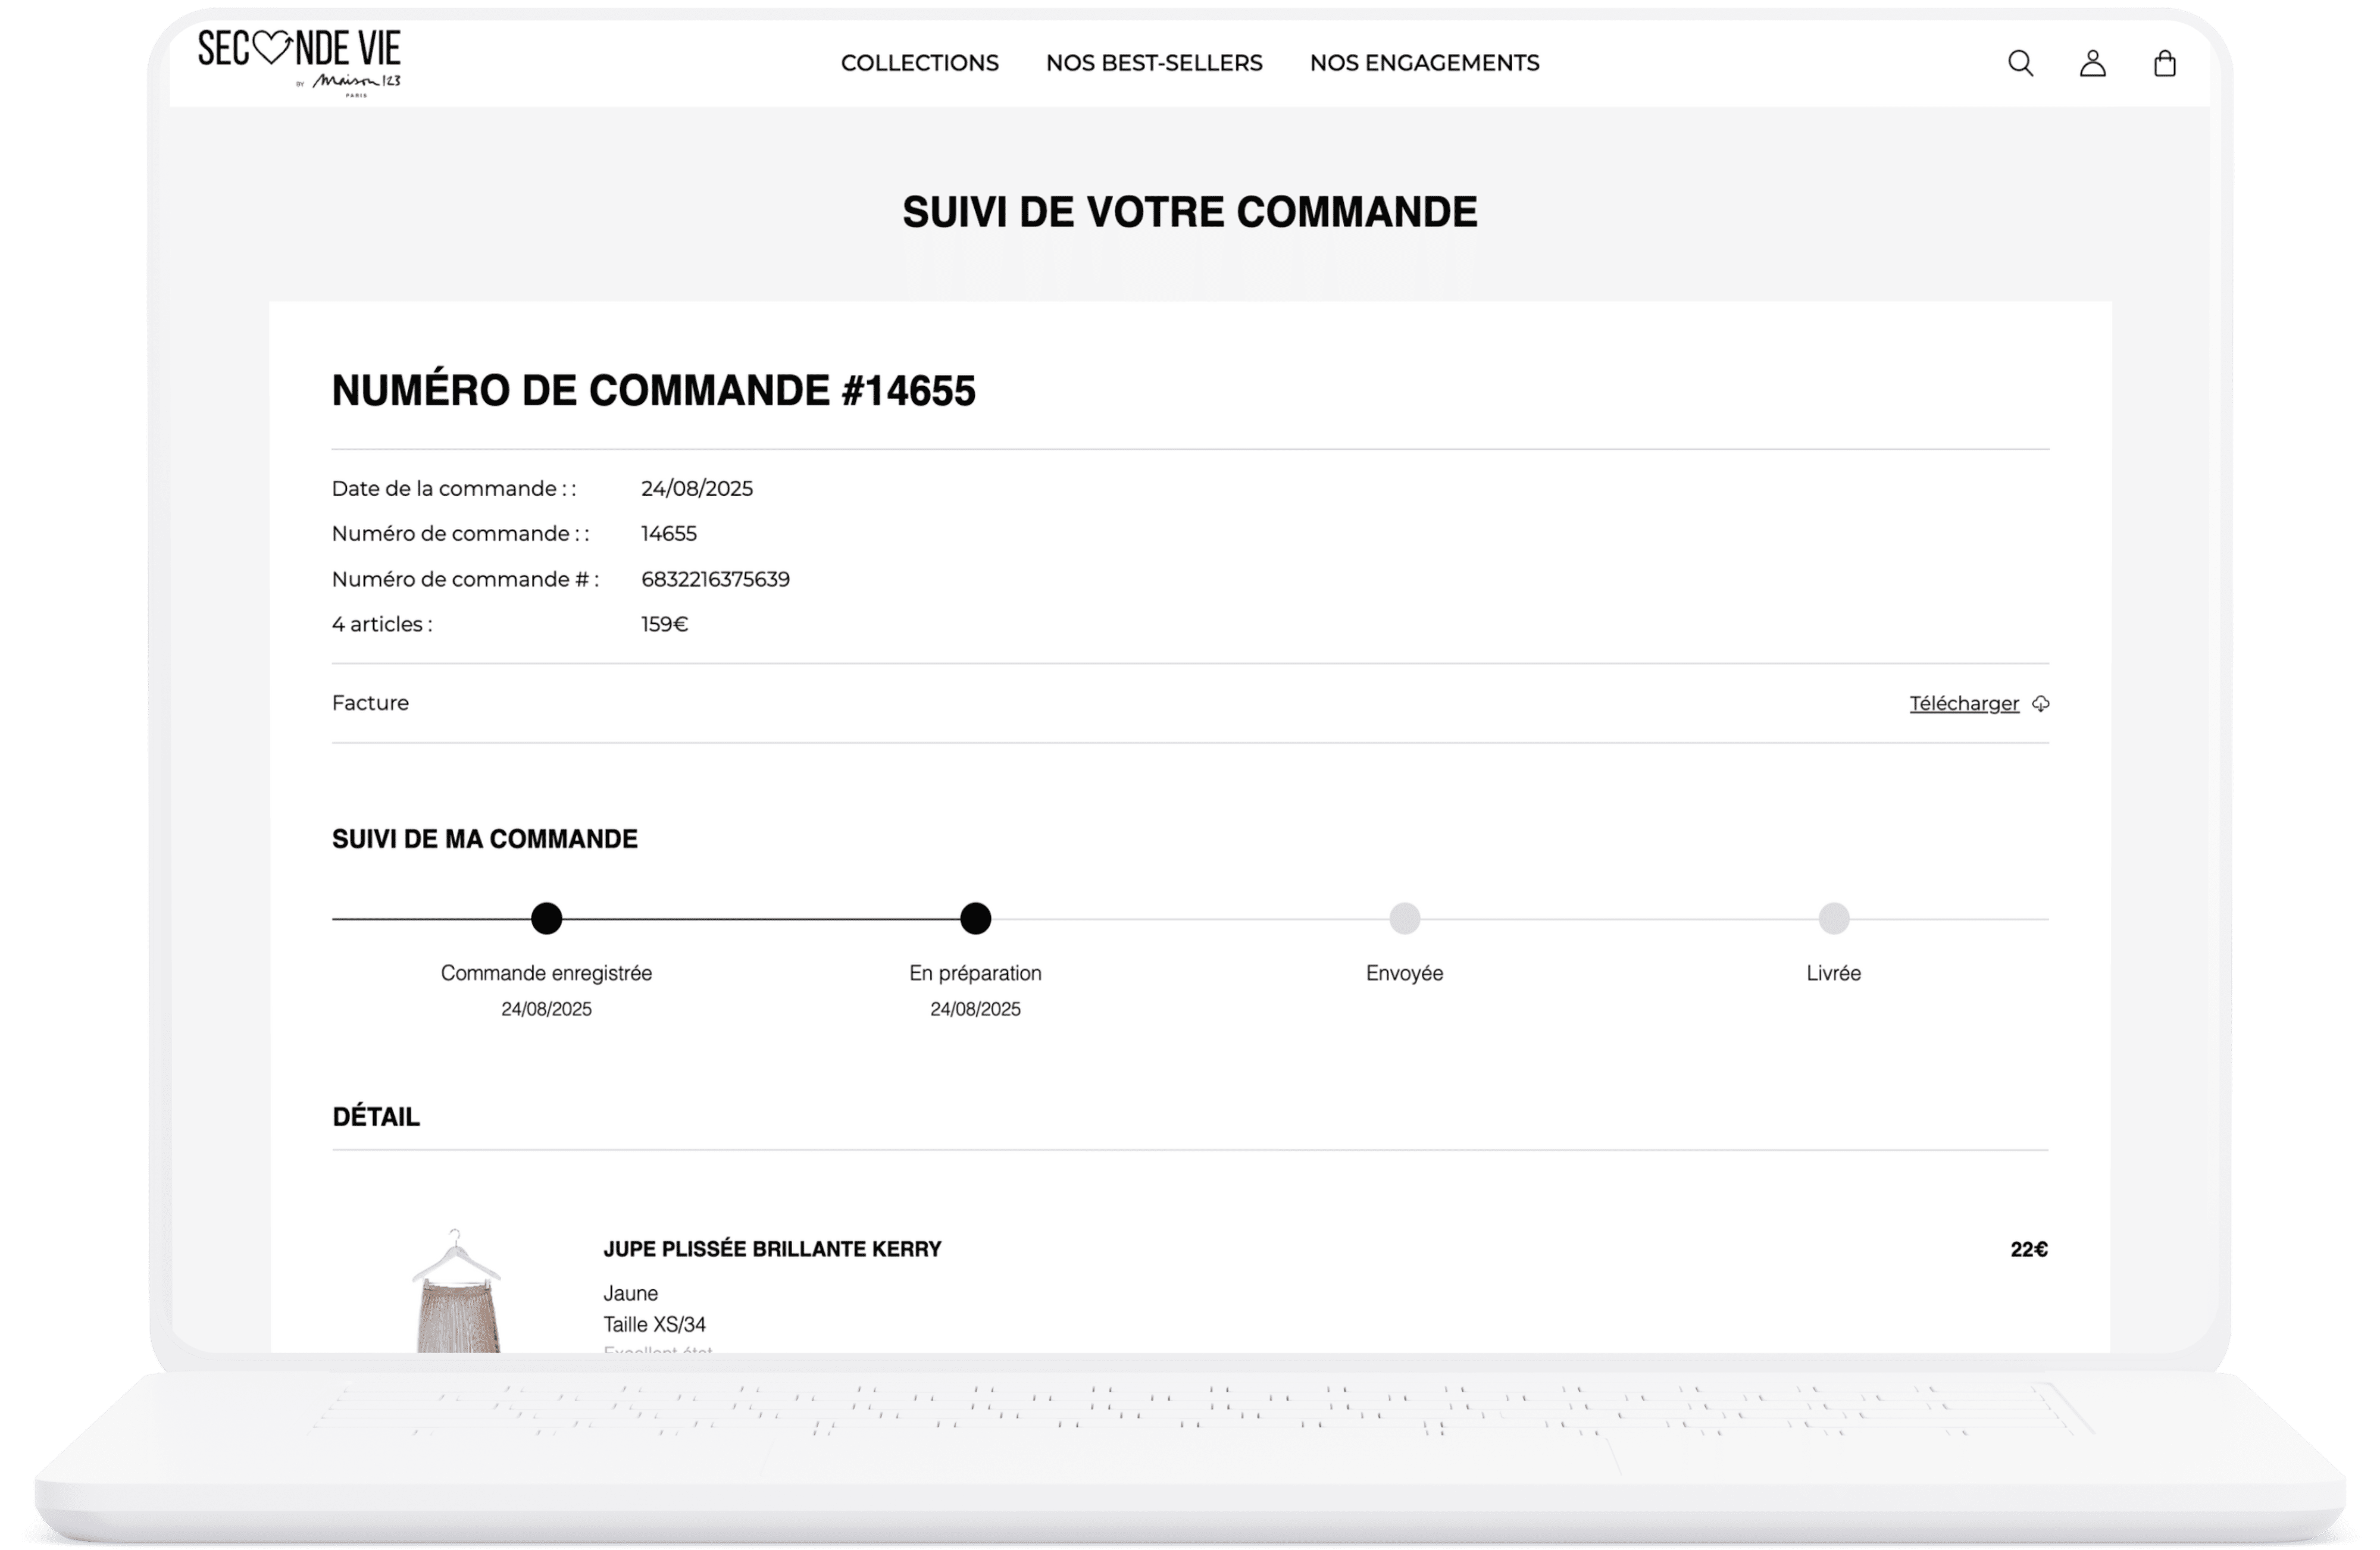 SECONDE VIE
BY Maison 123
PARIS
COLLECTIONS NOS BEST-SELLERS NOS ENGAGEMENTS
SUIVI DE VOTRE COMMANDE
NUMÉRO DE COMMANDE #14655
Date de la commande : : 24/08/2025
Numéro de commande : : 14655
Numéro de commande # : 6832216375639
4 articles : 159€
Facture Télécharger
SUIVI DE MA COMMANDE
Commande enregistrée En préparation Envoyée Livrée
24/08/2025 24/08/2025
DÉTAIL
JUPE PLISSÉE BRILLANTE KERRY 22€
Jaune
Taille XS/34
Excellent état